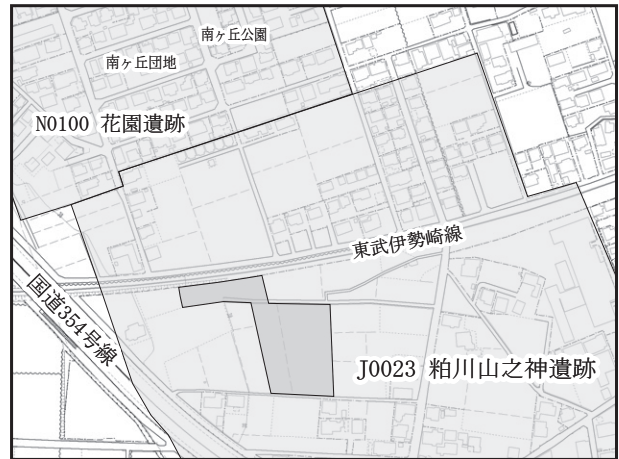 南ヶ丘公園
南ヶ丘団地
N0100 花園遺跡
東武伊勢崎線
国道354号線
J0023 粕川山之神遺跡